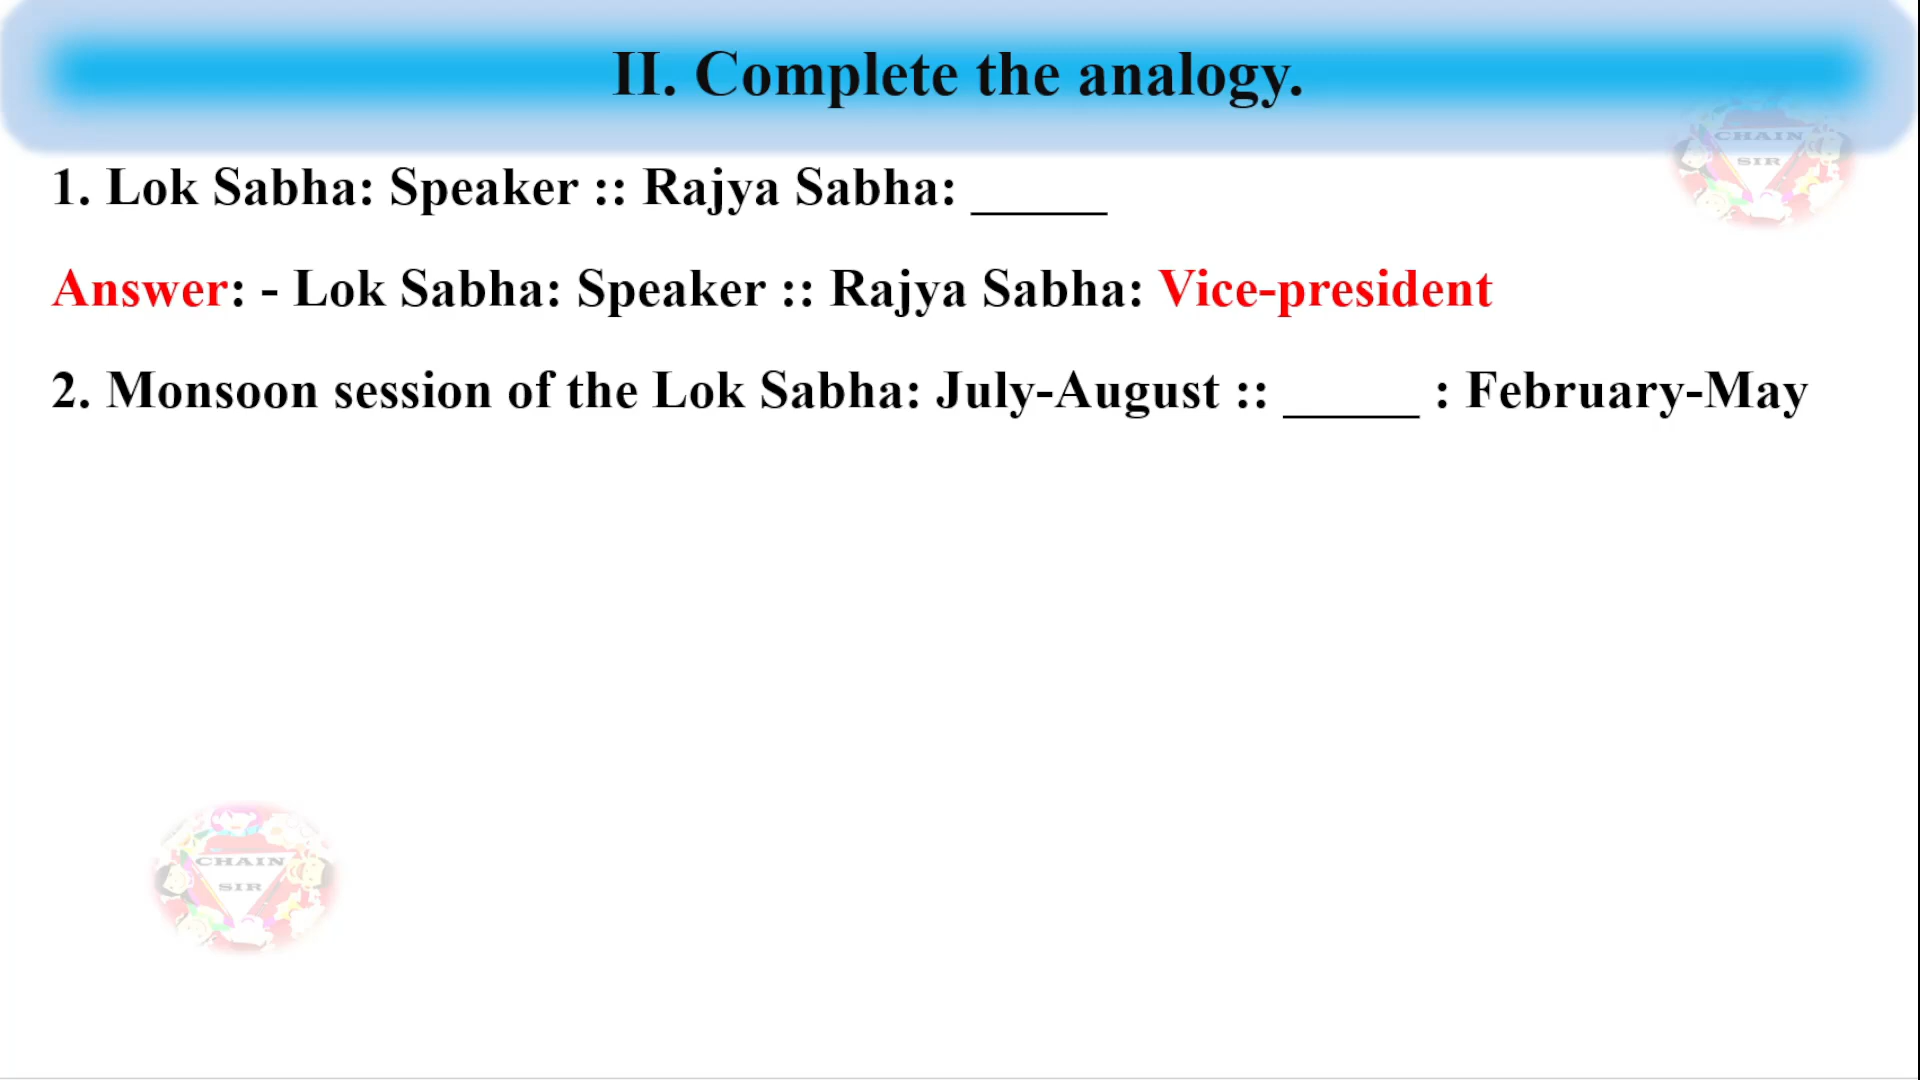 II. Complete the analogy.
CHAIN
SIR
1. Lok Sabha: Speaker :: Rajya Sabha: _____
Answer: - Lok Sabha: Speaker :: Rajya Sabha: Vice-president
2. Monsoon session of the Lok Sabha: July-August :: _____ : February-May
CHAIN
SIR